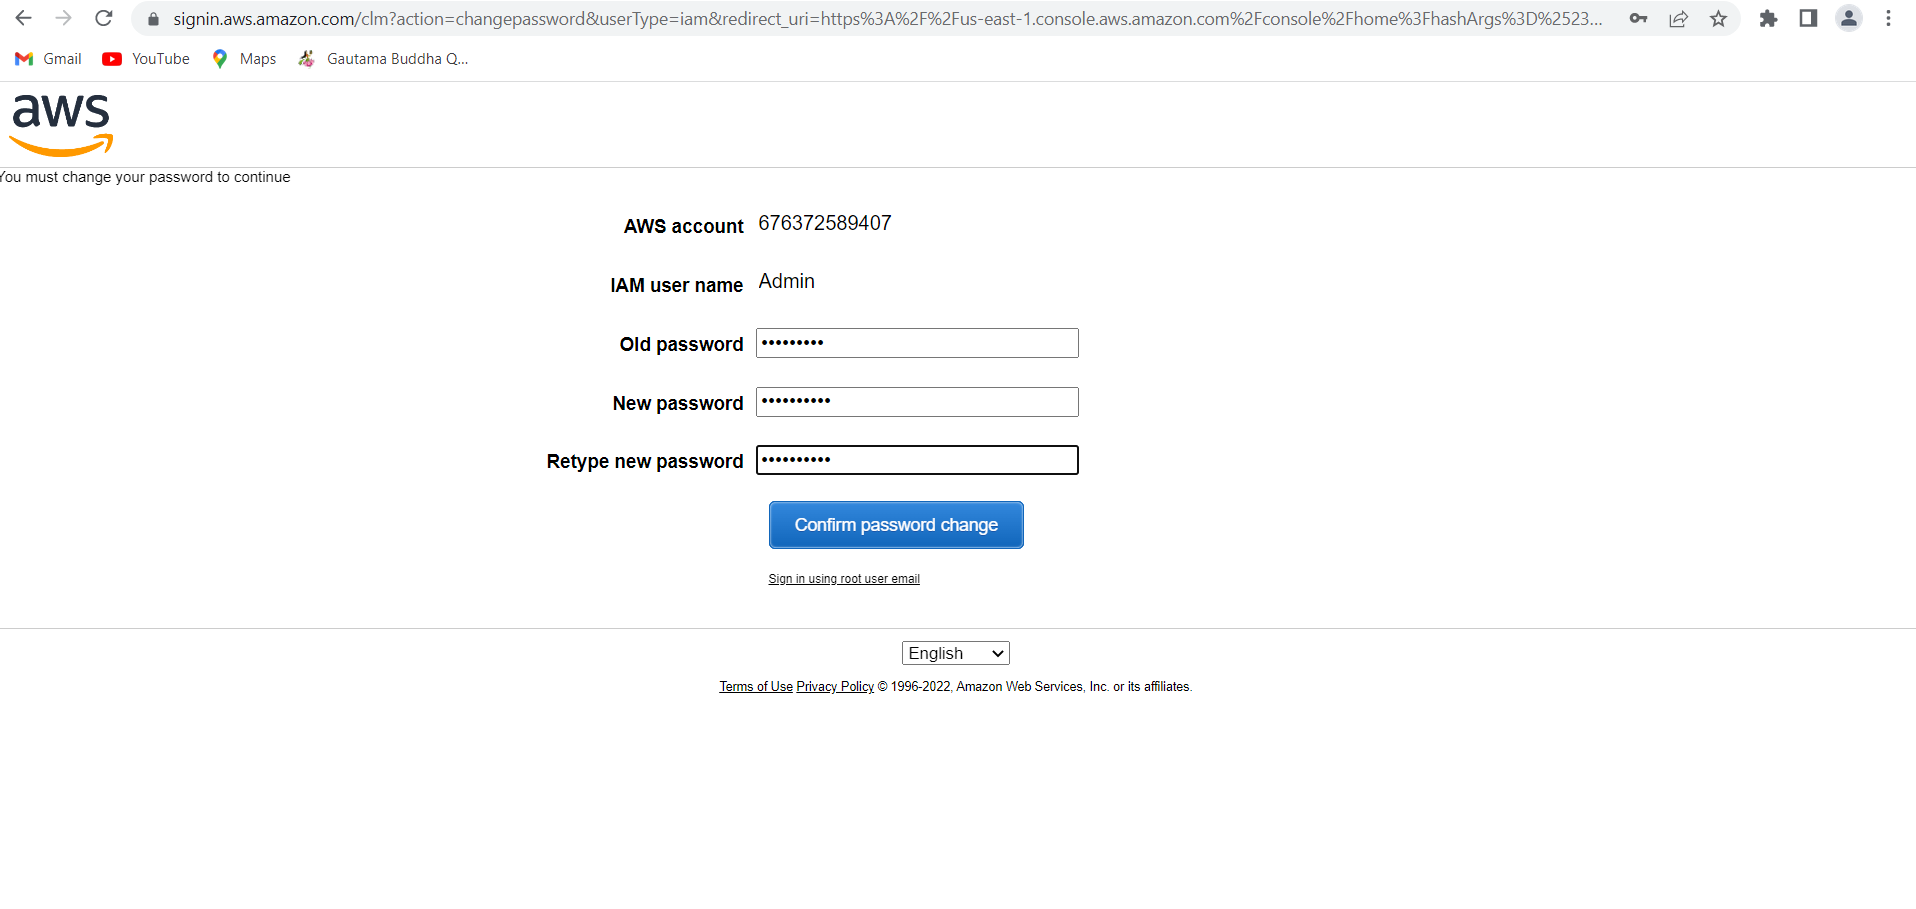 signin.aws.amazon.com/clm?action=changepassword&userType=iam&redirect_uri=https%3A%2F%2Fus-east-1.console.aws.amazon.com%2Fconsole%2Fhome%3FhashArgs%3D%2523...
Gmail YouTube Maps Gautama Buddha Q...
aws
You must change your password to continue
AWS account 676372589407
IAM user name Admin
Old password •••••••••
New password ••••••••••
Retype new password ••••••••••
Confirm password change
Sign in using root user email
English
Terms of Use Privacy Policy © 1996-2022, Amazon Web Services, Inc. or its affiliates.